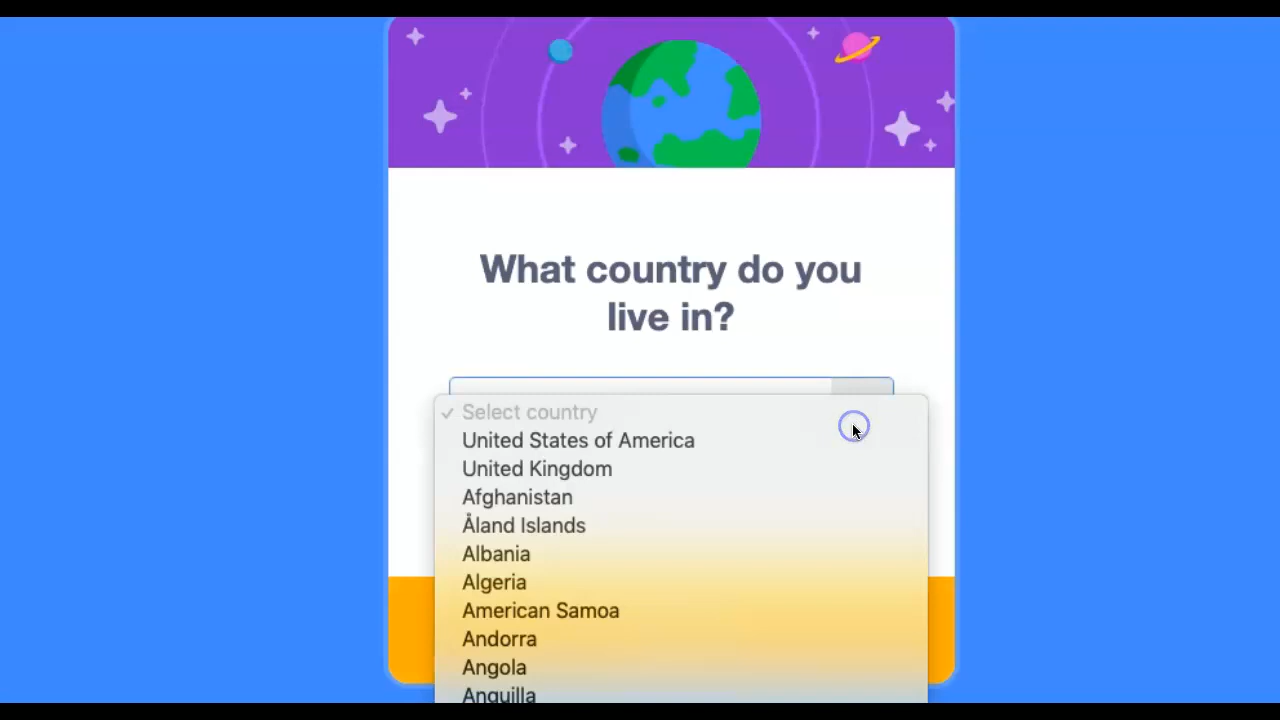 What country do you
live in?
✓ Select country
United States of America
United Kingdom
Afghanistan
Åland Islands
Albania
Algeria
American Samoa
Andorra
Angola
Anguilla